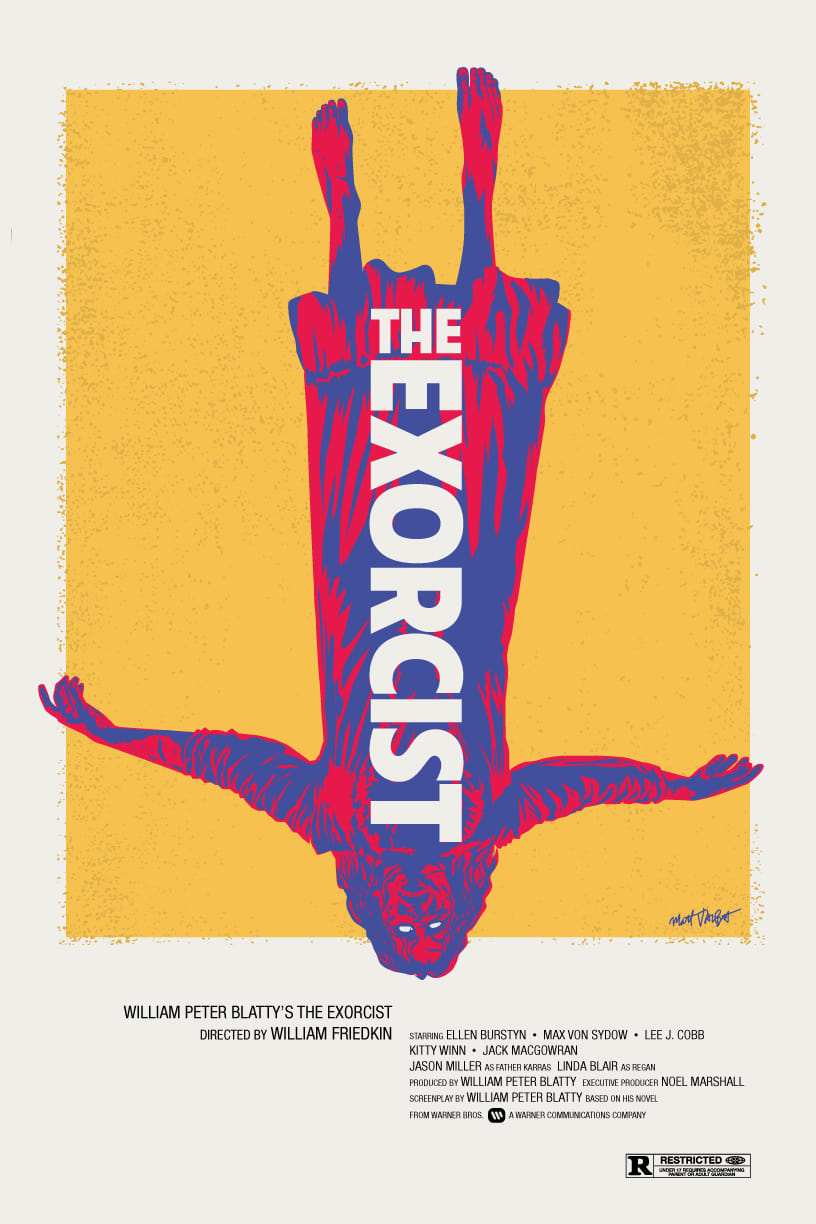 THE
EXORCIST
WILLIAM PETER BLATTY'S THE EXORCIST
DIRECTED BY WILLIAM FRIEDKIN
STARRING ELLEN BURSTYN • MAX VON SYDOW • LEE J. COBB
KITTY WINN • JACK MACGOWRAN
JASON MILLER AS FATHER KARRAS LINDA BLAIR AS REGAN
PRODUCED BY WILLIAM PETER BLATTY EXECUTIVE PRODUCER NOEL MARSHALL
SCREENPLAY BY WILLIAM PETER BLATTY BASED ON HIS NOVEL
FROM WARNER BROS. A WARNER COMMUNICATIONS COMPANY
R RESTRICTED
UNDER 17 REQUIRES ACCOMPANYING
PARENT OR ADULT GUARDIAN